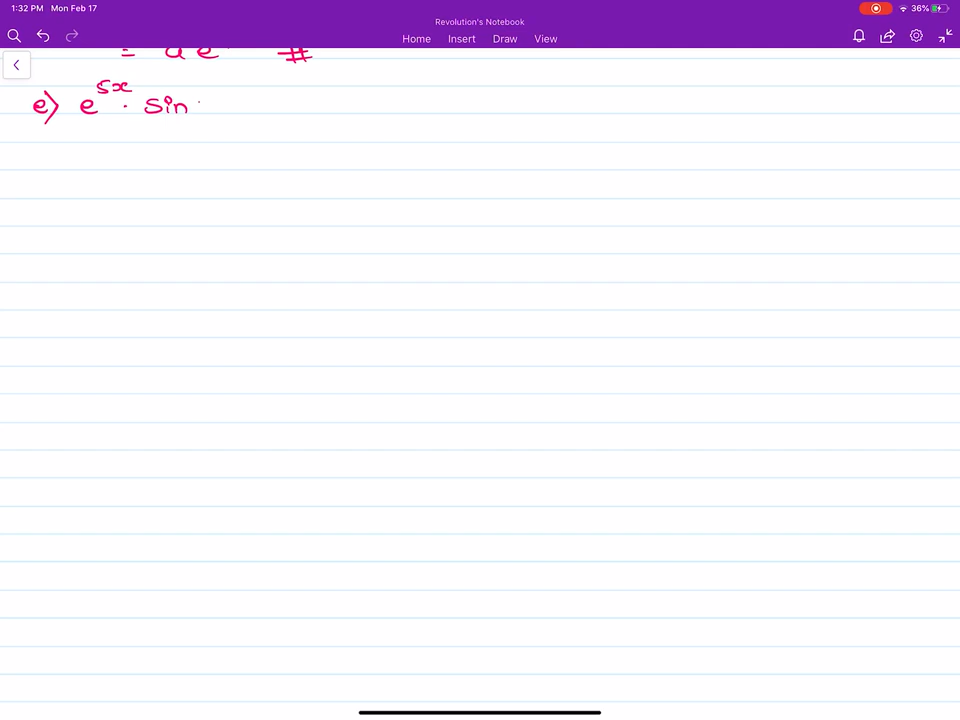 1:32 PM Mon Feb 17
36%
Revolution's Notebook
Home Insert Draw View
= a e #
e) e^5x · sin